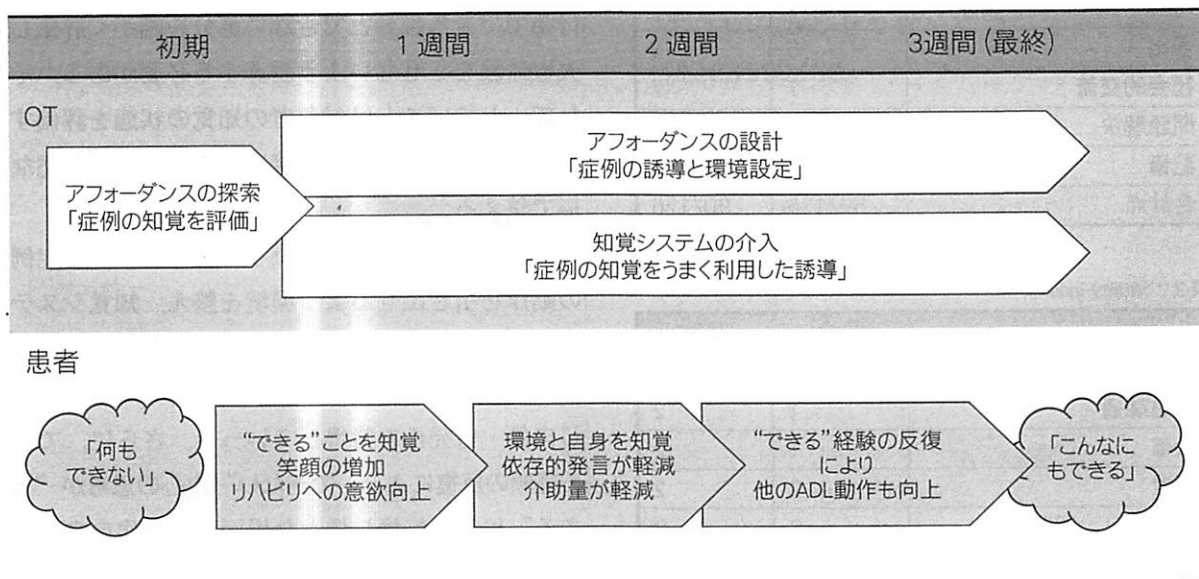 初期
1週間
2週間
3週間(最終)
OT
アフォーダンスの探索
「症例の知覚を評価」
アフォーダンスの設計
「症例の誘導と環境設定」
知覚システムの介入
「症例の知覚をうまく利用した誘導」
患者
「何も
できない」
“できる”ことを知覚
笑顔の増加
リハビリへの意欲向上
環境と自身を知覚
依存的発言が軽減
介助量が軽減
“できる”経験の反復
により
他のADL動作も向上
「こんなに
もできる」